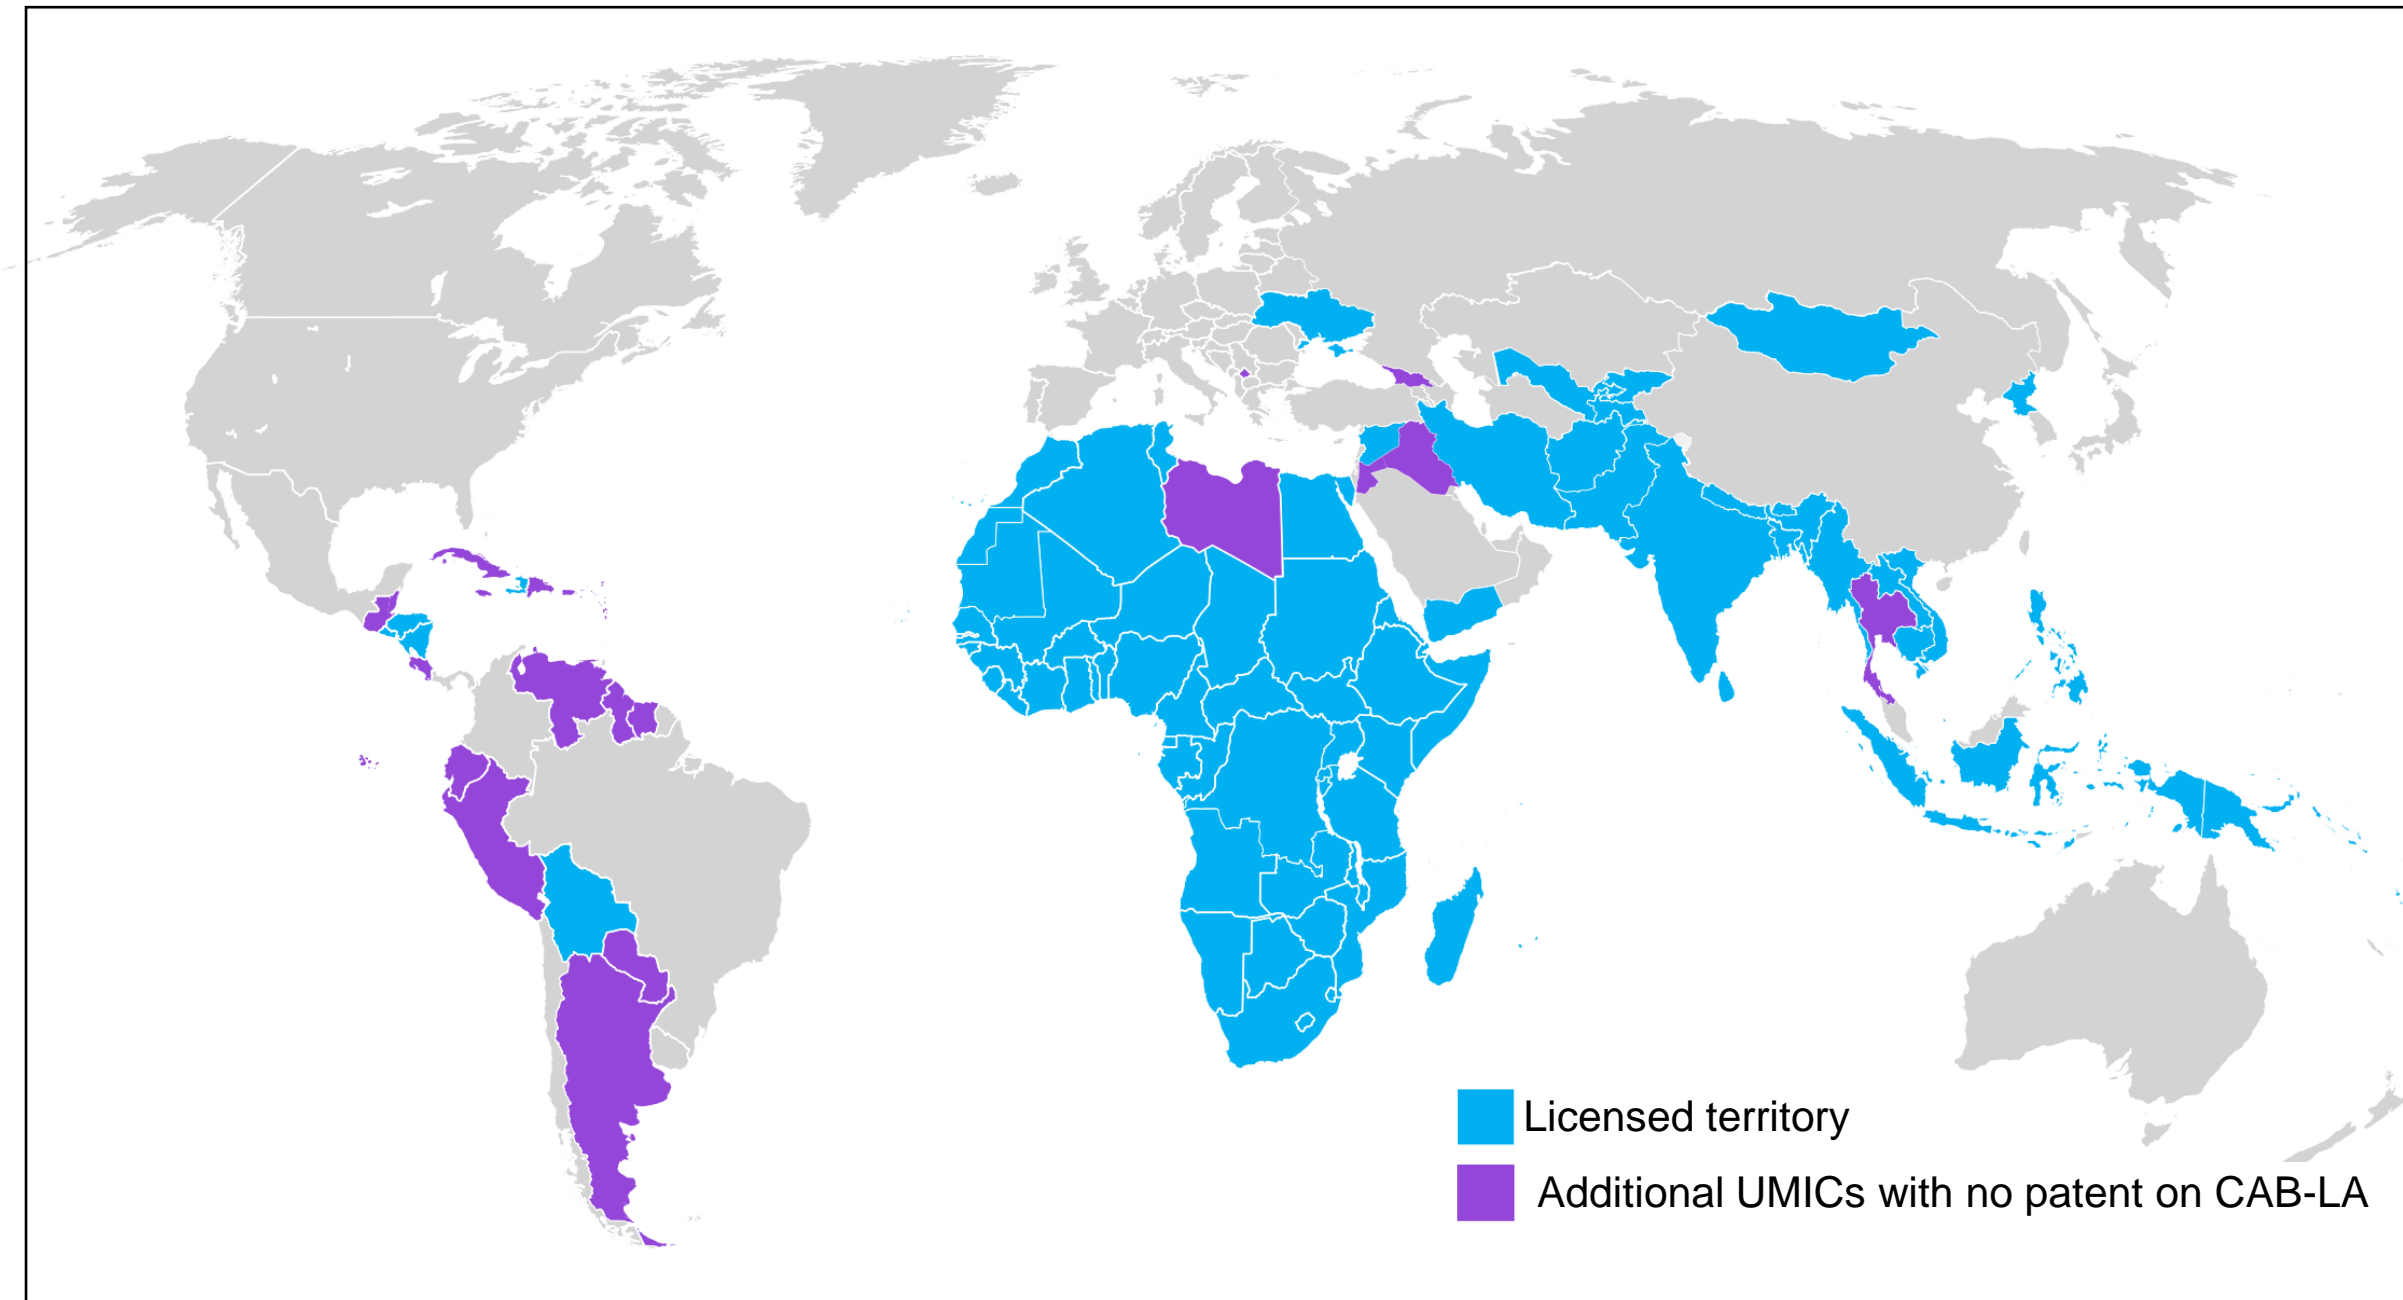 Licensed territory
Additional UMICs with no patent on CAB-LA